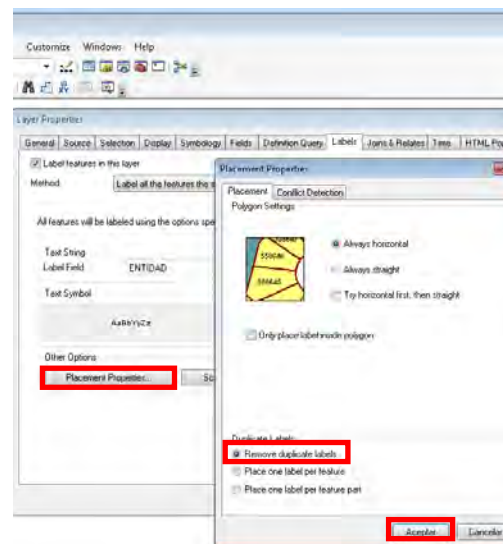 Customize Windows Help
Layer Properties
General Source Selection Display Symbology Fields Definition Query Labels Joins & Relates Time HTML Po
Label features in this layer
Method: Label all the features the s
All features will be labeled using the options spe
Text String
Label Field: ENTIDAD
Text Symbol
AaBbYyZz
Other Options
Placement Properties...
Placement Properties
Placement Conflict Detection
Polygon Settings
Always horizontal
Always straight
Try horizontal first, then straight
Only place label inside polygon
Duplicate Labels
Remove duplicate labels
Place one label per feature
Place one label per feature part
Aceptar Cancelar